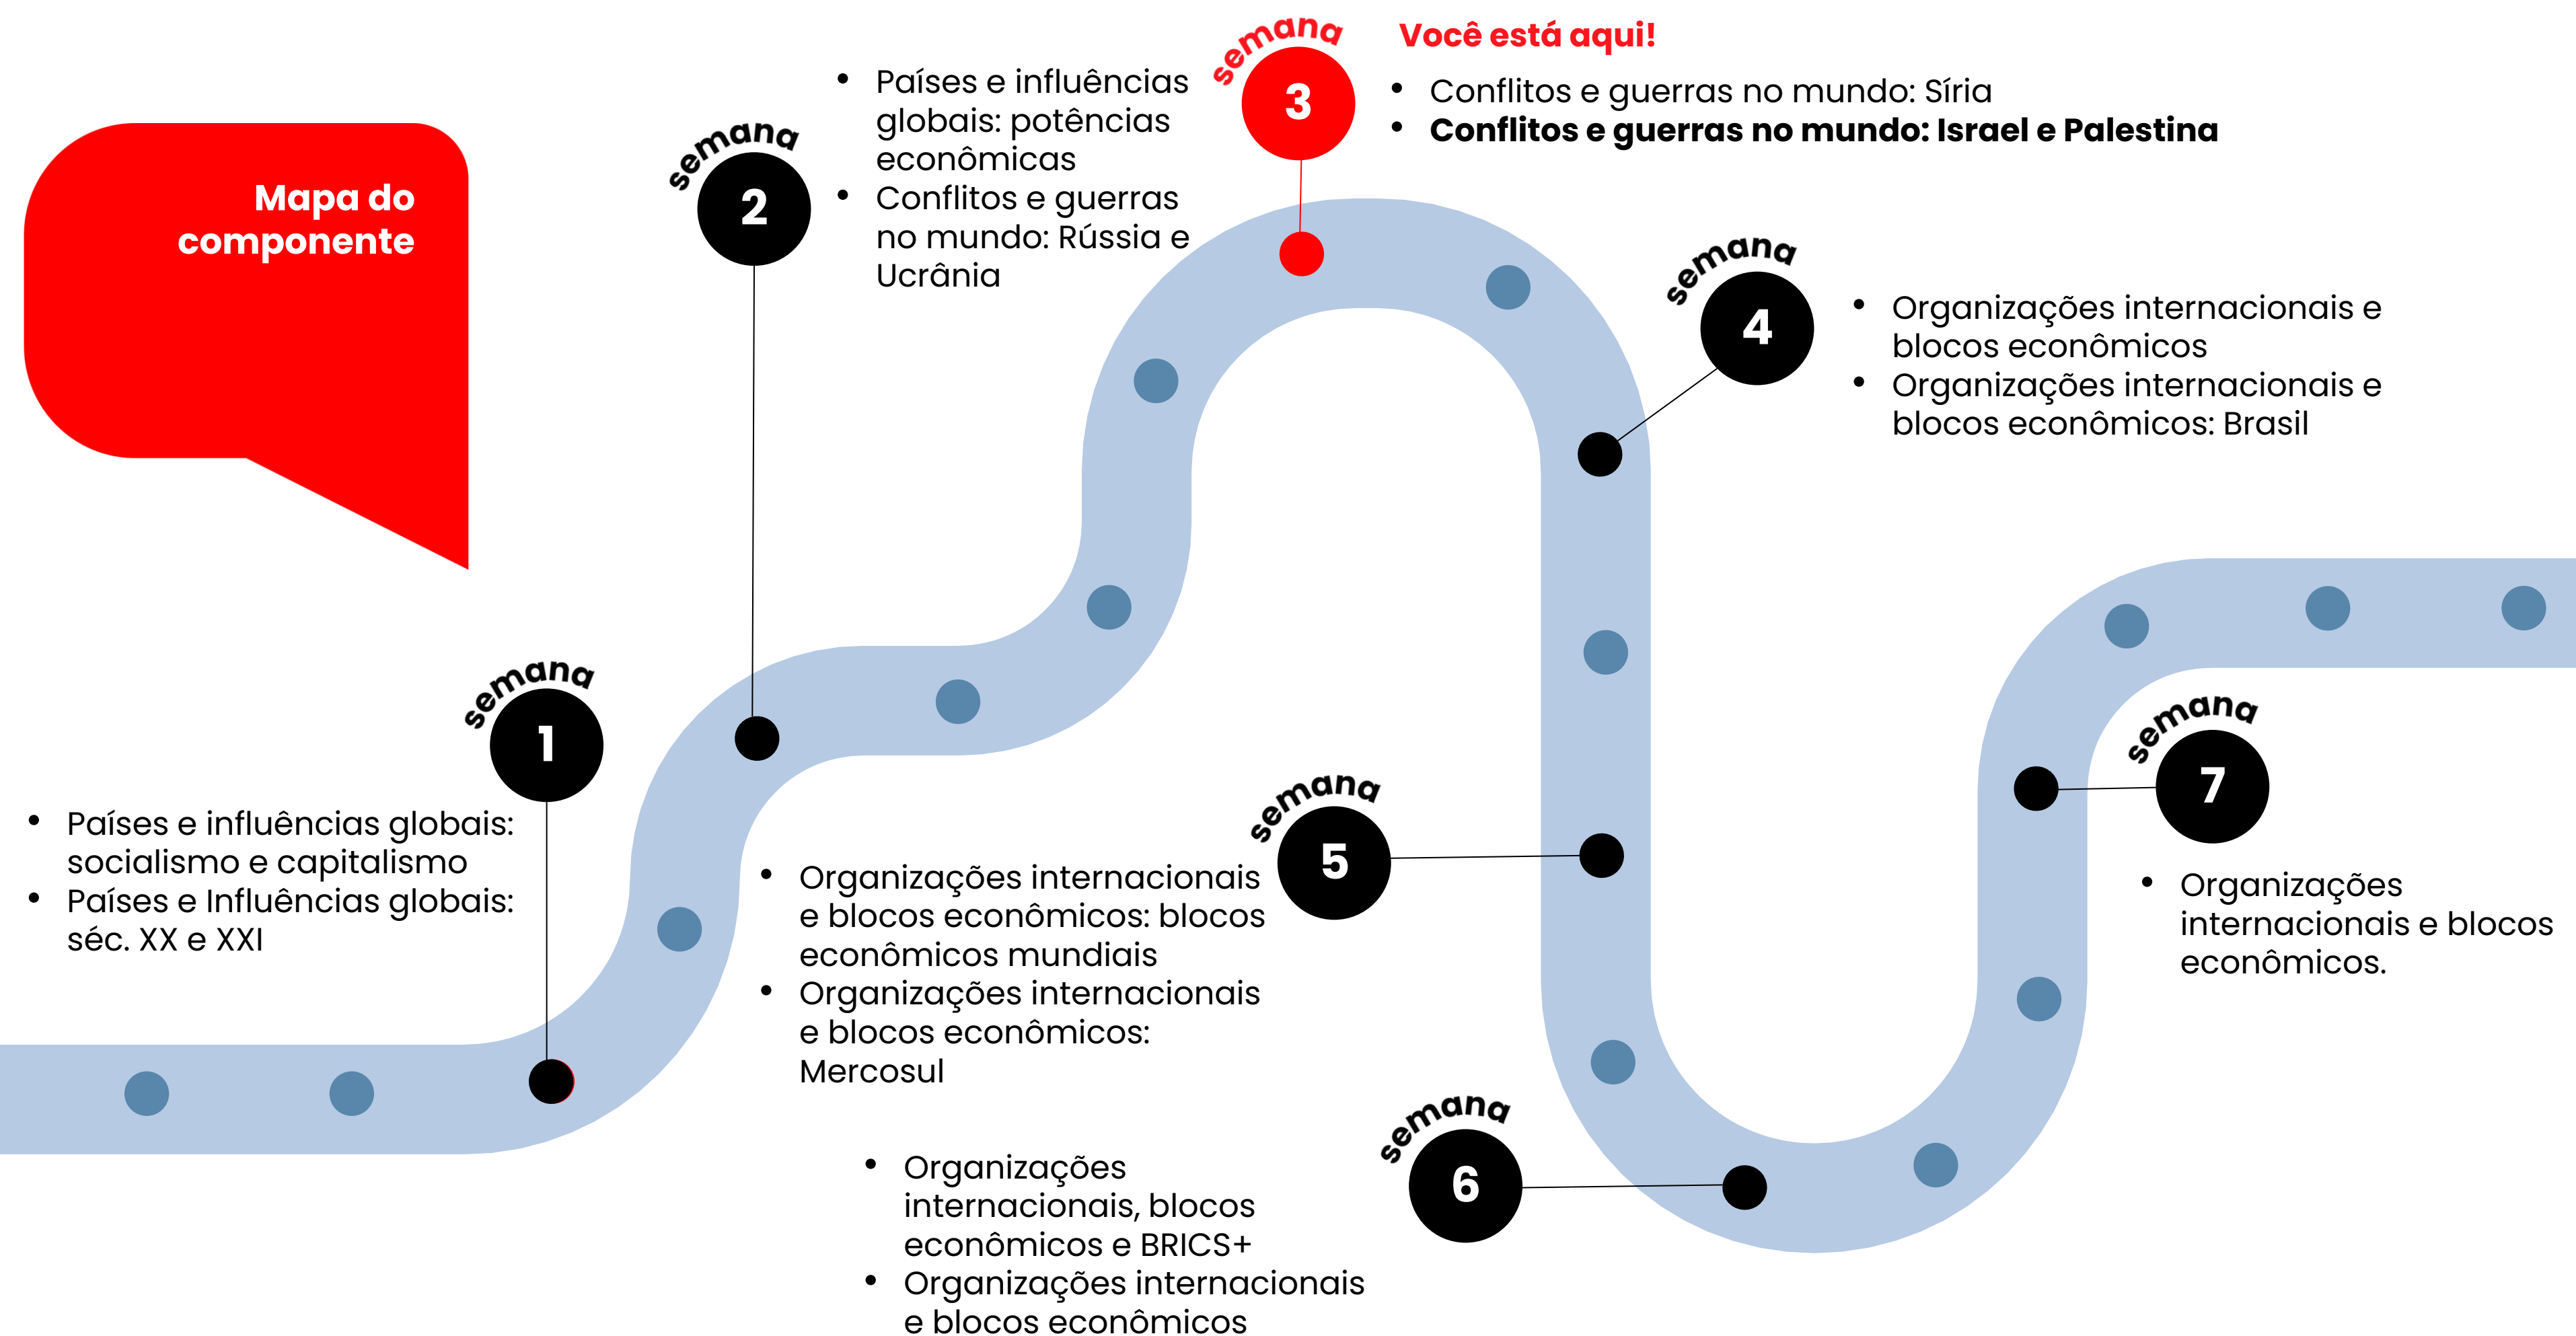 Mapa do
componente
semana
1
• Países e influências globais:
socialismo e capitalismo
• Países e Influências globais:
séc. XX e XXI
semana
2
• Países e influências
globais: potências
econômicas
• Conflitos e guerras
no mundo: Rússia e
Ucrânia
semana
3
Você está aqui!
• Conflitos e guerras no mundo: Síria
• Conflitos e guerras no mundo: Israel e Palestina
semana
4
• Organizações internacionais e
blocos econômicos
• Organizações internacionais e
blocos econômicos: Brasil
semana
5
• Organizações internacionais
e blocos econômicos: blocos
econômicos mundiais
• Organizações internacionais
e blocos econômicos:
Mercosul
semana
6
• Organizações
internacionais, blocos
econômicos e BRICS+
• Organizações internacionais
e blocos econômicos
semana
7
• Organizações
internacionais e blocos
econômicos.